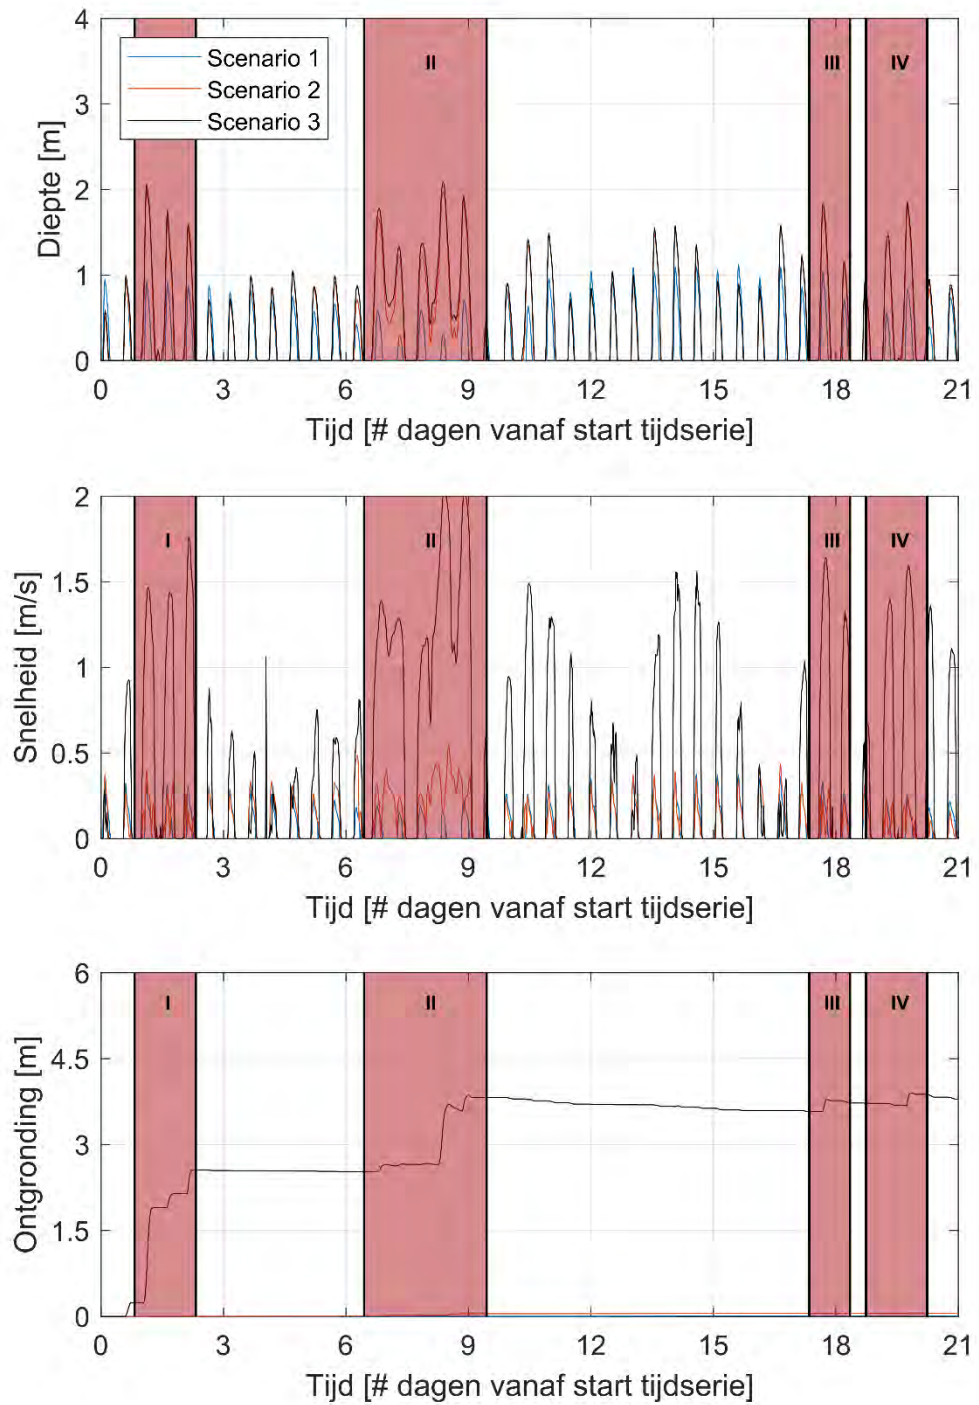 4
3
2
1
0
Diepte [m]
Scenario 1
Scenario 2
Scenario 3
II
III
IV
0 3 6 9 12 15 18 21
Tijd [# dagen vanaf start tijdserie]
2
1.5
1
0.5
0
Snelheid [m/s]
I
II
III
IV
0 3 6 9 12 15 18 21
Tijd [# dagen vanaf start tijdserie]
6
4.5
3
1.5
0
Ontgronding [m]
I
II
III
IV
0 3 6 9 12 15 18 21
Tijd [# dagen vanaf start tijdserie]